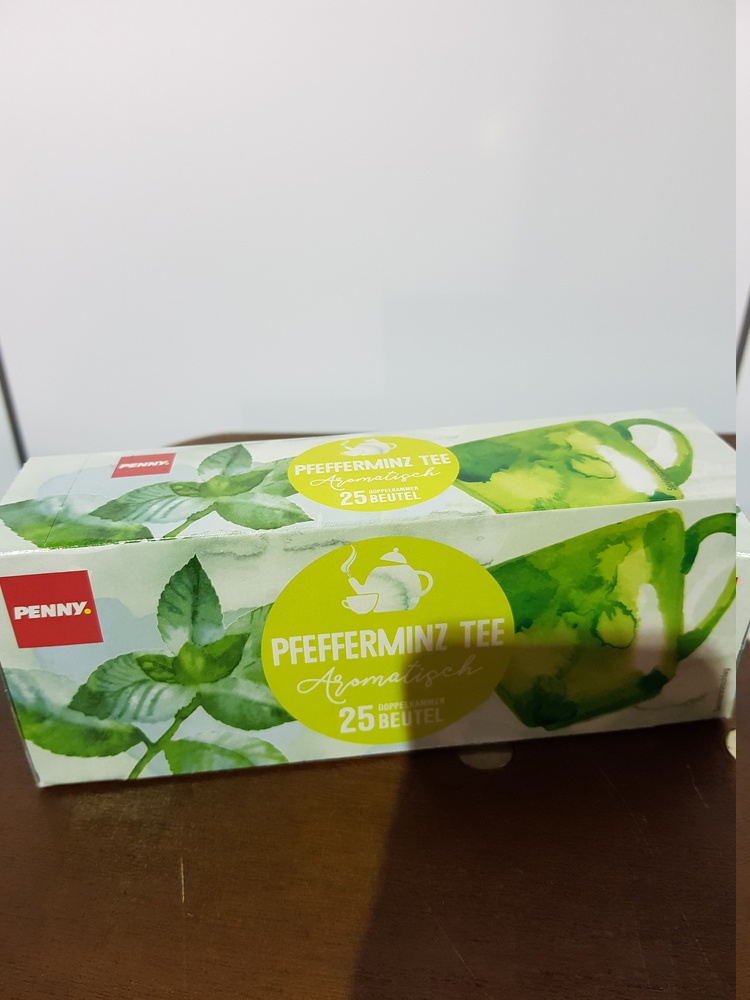 PENNY.
PFEFFERMINZ TEE
Aromatisch
25 DOPPELKAMMER
BEUTEL
PENNY.
PFEFFERMINZ TEE
Aromatisch
25 DOPPELKAMMER
BEUTEL